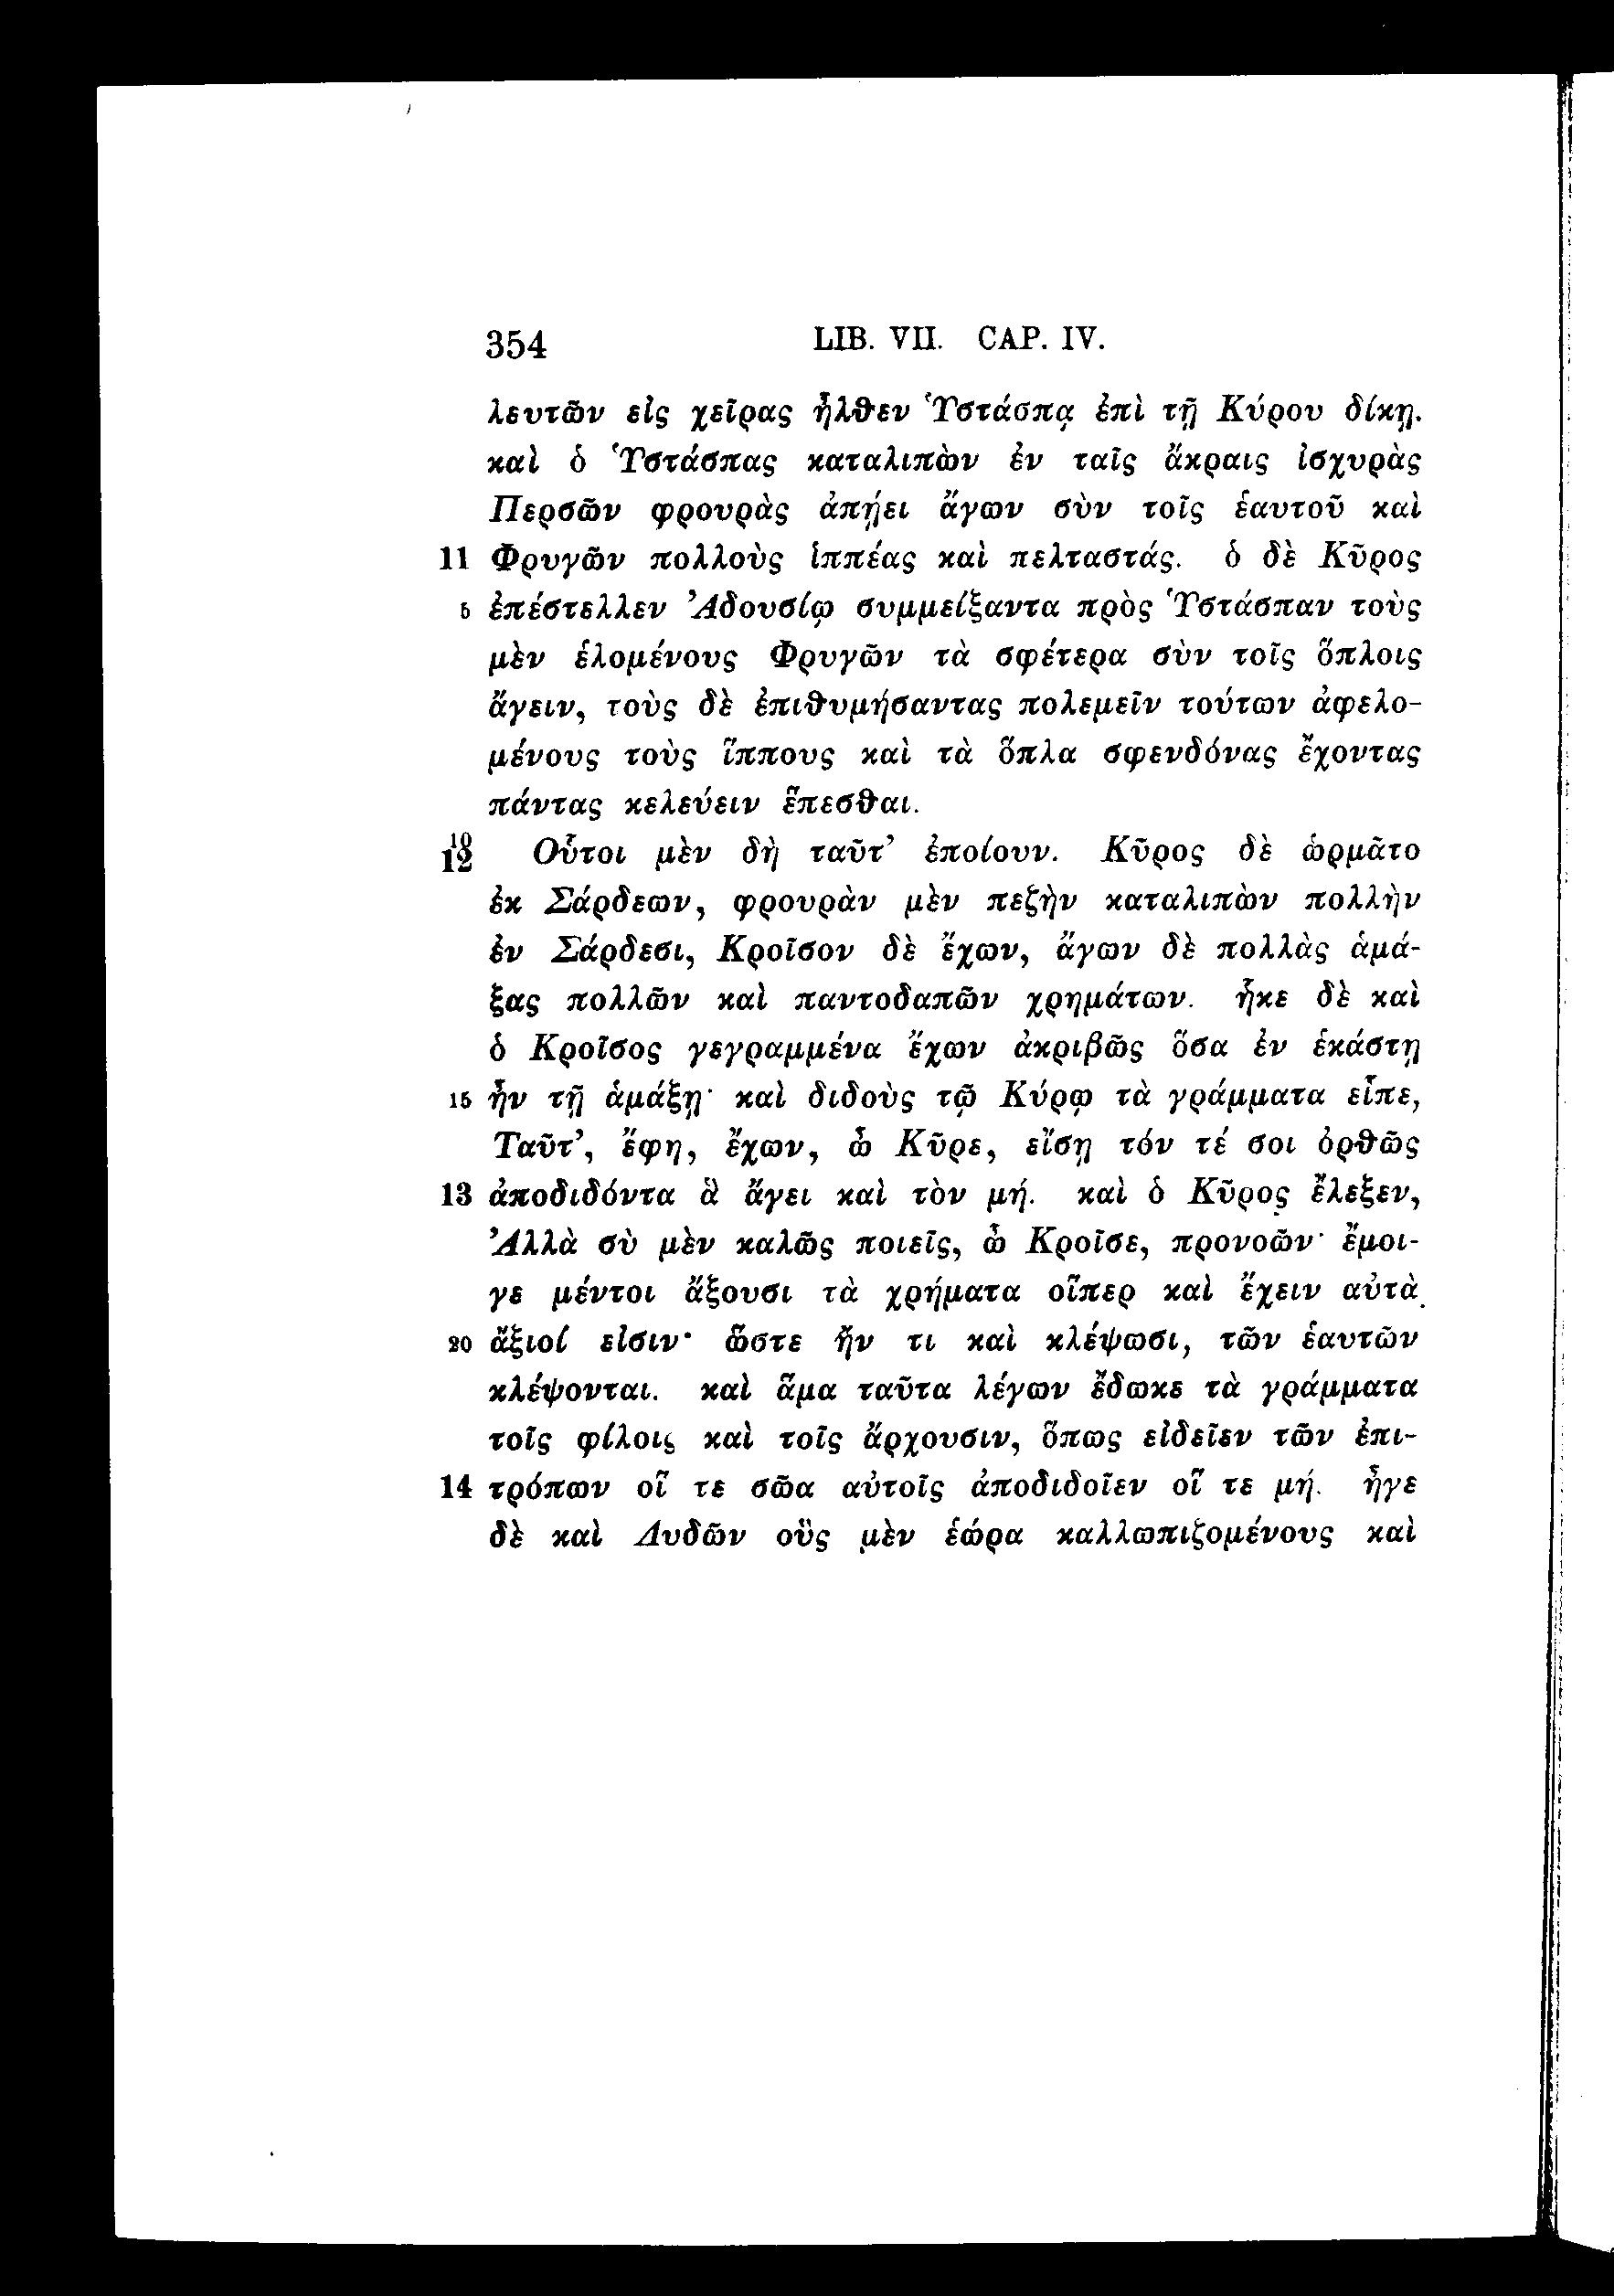 354 LIB. VII. CAP. IV.
λευτῶν εἰς χεῖρας ἦλθεν Ὑστάσπᾳ ἐπὶ τῇ Κύρου δίκῃ.
καὶ ὁ Ὑστάσπας καταλιπὼν ἐν ταῖς ἄκραις ἰσχυρὰς
Περσῶν φρουρὰς ἀπῄει ἄγων σὺν τοῖς ἑαυτοῦ καὶ
11 Φρυγῶν πολλοὺς ἱππέας καὶ πελταστάς. ὁ δὲ Κῦρος
5 ἐπέστελλεν Ἀδουσίῳ συμμείξαντα πρὸς Ὑστάσπαν τοὺς
μὲν ἑλομένους Φρυγῶν τὰ σφέτερα σὺν τοῖς ὅπλοις
ἄγειν, τοὺς δὲ ἐπιθυμήσαντας πολεμεῖν τούτων ἀφελο-
μένους τοὺς ἵππους καὶ τὰ ὅπλα σφενδόνας ἔχοντας
πάντας κελεύειν ἕπεσθαι.
10 12 Οὗτοι μὲν δὴ ταῦτ’ ἐποίουν. Κῦρος δὲ ὡρμᾶτο
ἐκ Σάρδεων, φρουρὰν μὲν πεζὴν καταλιπὼν πολλὴν
ἐν Σάρδεσι, Κροῖσον δὲ ἔχων, ἄγων δὲ πολλὰς ἁμά-
ξας πολλῶν καὶ παντοδαπῶν χρημάτων. ἧκε δὲ καὶ
ὁ Κροῖσος γεγραμμένα ἔχων ἀκριβῶς ὅσα ἐν ἑκάστῃ
15 ἦν τῇ ἁμάξῃ· καὶ διδοὺς τῷ Κύρῳ τὰ γράμματα εἶπε,
Ταῦτ’, ἔφη, ἔχων, ὦ Κῦρε, εἴσῃ τόν τέ σοι ὀρθῶς
13 ἀποδιδόντα ἃ ἄγει καὶ τὸν μή. καὶ ὁ Κῦρος ἔλεξεν,
Ἀλλὰ σὺ μὲν καλῶς ποιεῖς, ὦ Κροῖσε, προνοῶν· ἔμοι-
γε μέντοι ἄξουσι τὰ χρήματα οἵπερ καὶ ἔχειν αὐτὰ
20 ἄξιοί εἰσιν· ὥστε ἤν τι καὶ κλέψωσι, τῶν ἑαυτῶν
κλέψονται. καὶ ἅμα ταῦτα λέγων ἔδωκε τὰ γράμματα
τοῖς φίλοις καὶ τοῖς ἄρχουσιν, ὅπως εἰδεῖεν τῶν ἐπι-
14 τρόπων οἵ τε σῶα αὐτοῖς ἀποδιδοῖεν οἵ τε μή. ἦγε
δὲ καὶ Λυδῶν οὓς μὲν ἑώρα καλλωπιζομένους καὶ